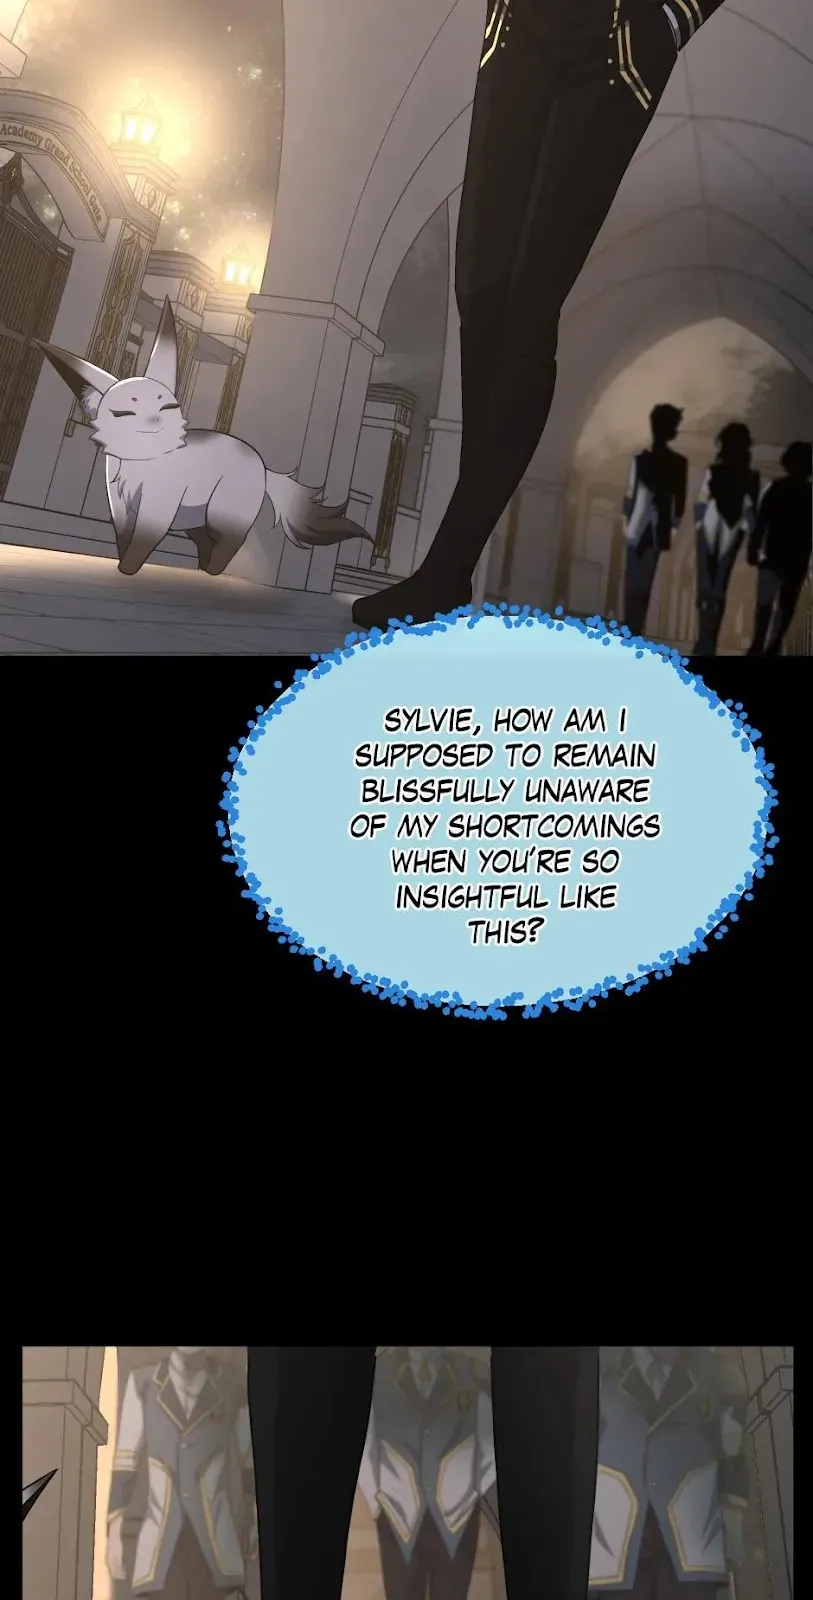 Academy Grand School Gate
SYLVIE, HOW AM I
SUPPOSED TO REMAIN
BLISSFULLY UNAWARE
OF MY SHORTCOMINGS
WHEN YOU'RE SO
INSIGHTFUL LIKE
THIS?